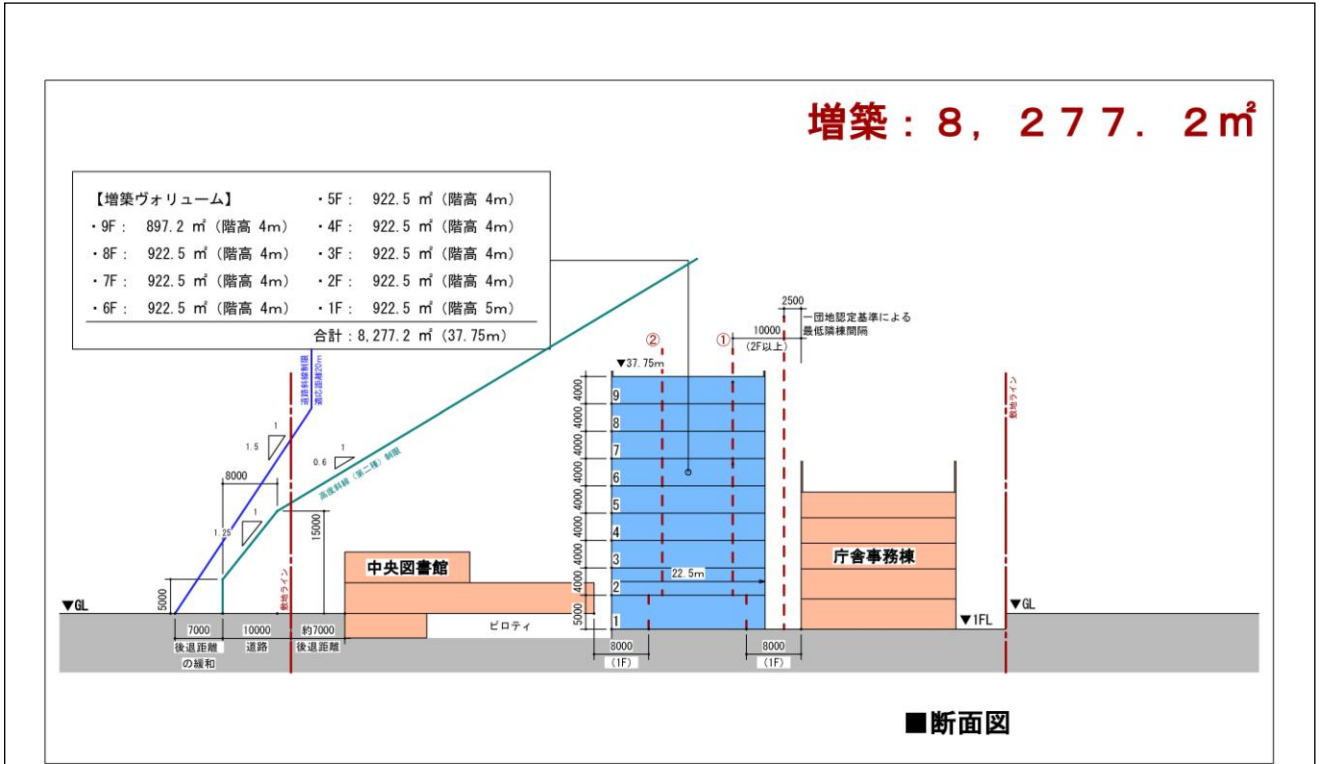 増築：８，２７７．２㎡
【増築ヴォリューム】
・9F： 897.2 ㎡（階高 4m）
・8F： 922.5 ㎡（階高 4m）
・7F： 922.5 ㎡（階高 4m）
・6F： 922.5 ㎡（階高 4m）
・5F： 922.5 ㎡（階高 4m）
・4F： 922.5 ㎡（階高 4m）
・3F： 922.5 ㎡（階高 4m）
・2F： 922.5 ㎡（階高 4m）
・1F： 922.5 ㎡（階高 5m）
合計：8,277.2 ㎡（37.75m）
2500
一団地認定基準による
最低隣棟間隔
10000
(2F以上)
②
①
▼37.75m
道路斜線制限
適応距離20m
1
1.5
1
0.6
高度斜線（第二種）制限
8000
1
1.25
15000
5000
敷地ライン
敷地ライン
4000
4000
4000
4000
4000
4000
4000
4000
5000
9
8
7
6
5
4
3
2
1
22.5m
中央図書館
庁舎事務棟
ピロティ
▼GL
▼GL
▼1FL
7000
後退距離
の緩和
10000
道路
約7000
後退距離
8000
(1F)
8000
(1F)
■断面図